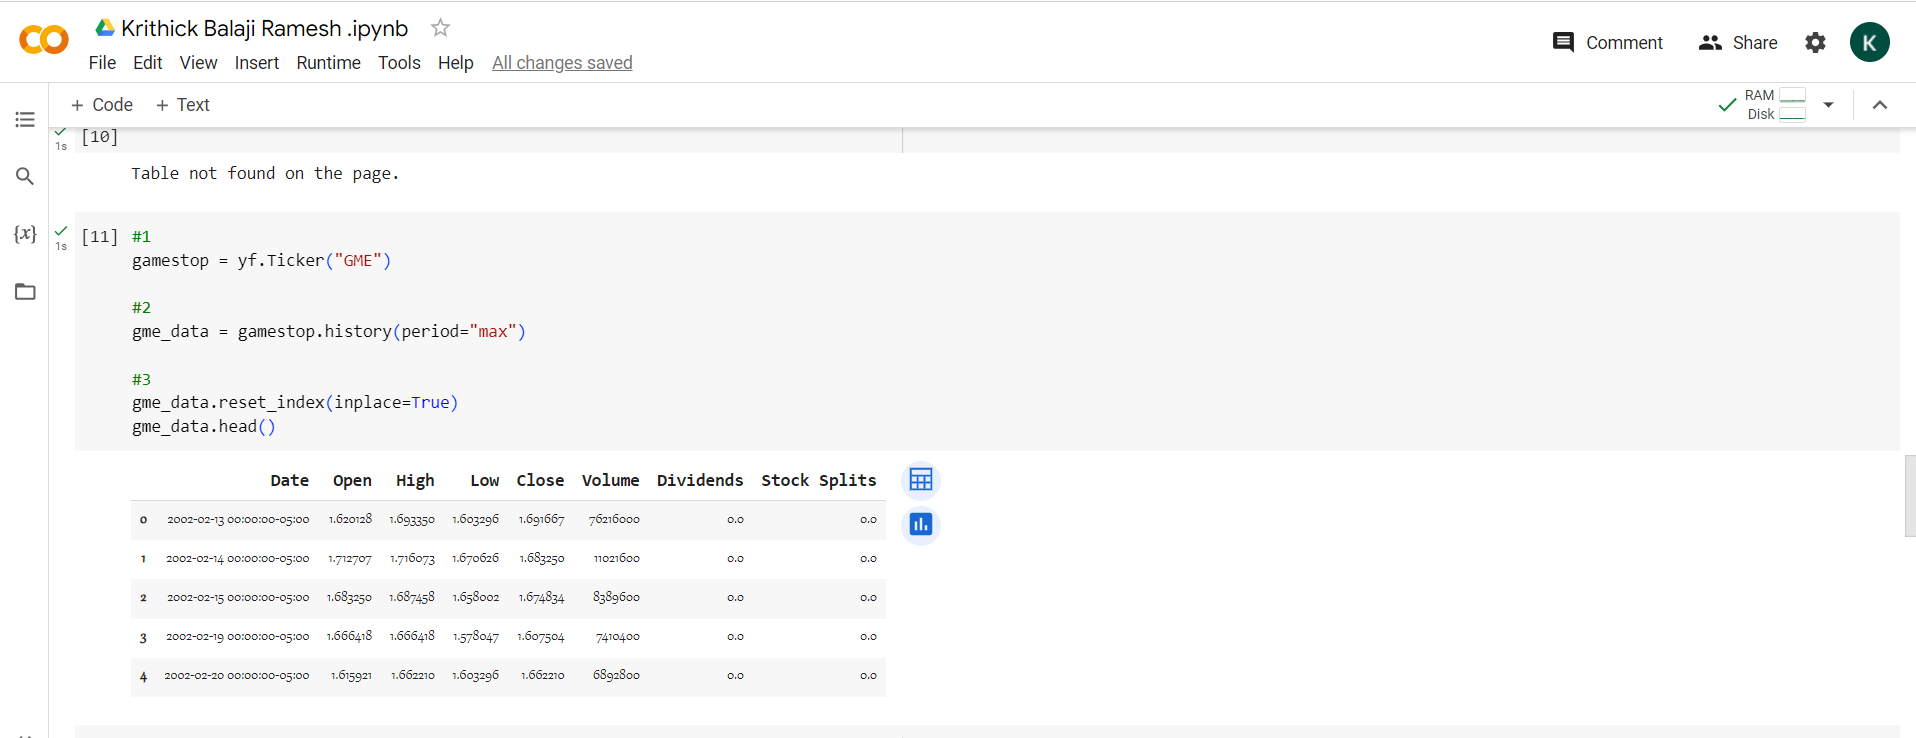 Krithick Balaji Ramesh .ipynb
File Edit View Insert Runtime Tools Help All changes saved
Comment Share K
+ Code + Text
RAM
Disk
1s [10]
Table not found on the page.
{x}
1s [11] #1
gamestop = yf.Ticker("GME")
#2
gme_data = gamestop.history(period="max")
#3
gme_data.reset_index(inplace=True)
gme_data.head()
Date Open High Low Close Volume Dividends Stock Splits
0 2002-02-13 00:00:00-05:00 1.620128 1.693350 1.603296 1.691667 76216000 0.0 0.0
1 2002-02-14 00:00:00-05:00 1.712707 1.716073 1.670626 1.683250 11021600 0.0 0.0
2 2002-02-15 00:00:00-05:00 1.683250 1.687458 1.658002 1.674834 8389600 0.0 0.0
3 2002-02-19 00:00:00-05:00 1.666418 1.666418 1.578047 1.607504 7410400 0.0 0.0
4 2002-02-20 00:00:00-05:00 1.615921 1.662210 1.603296 1.662210 6892800 0.0 0.0